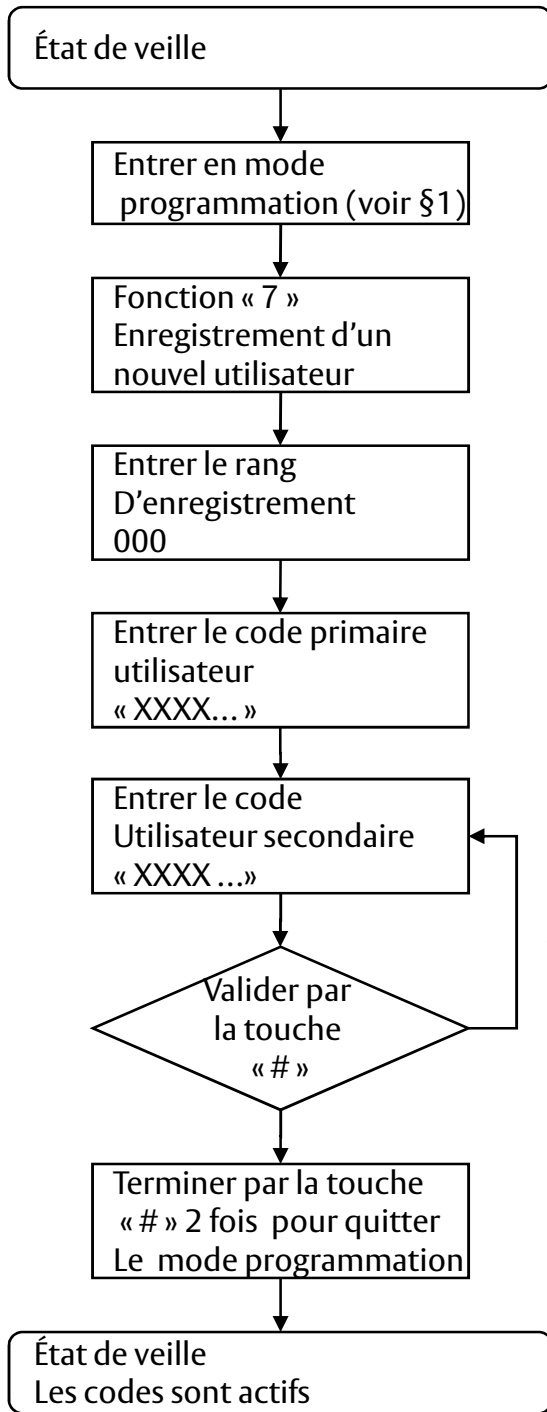 État de veille
Entrer en mode
programmation (voir §1)
Fonction « 7 »
Enregistrement d’un
nouvel utilisateur
Entrer le rang
D’enregistrement
000
Entrer le code primaire
utilisateur
« XXXX… »
Entrer le code
Utilisateur secondaire
« XXXX …»
Valider par
la touche
« # »
Terminer par la touche
« # » 2 fois pour quitter
Le mode programmation
État de veille
Les codes sont actifs